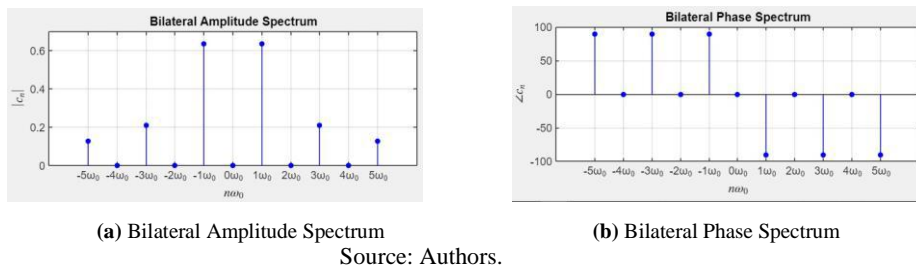 Bilateral Amplitude Spectrum
0.6
0.4
0.2
0
|cₙ|
-5ω₀ -4ω₀ -3ω₀ -2ω₀ -1ω₀ 0ω₀ 1ω₀ 2ω₀ 3ω₀ 4ω₀ 5ω₀
nω₀
(a) Bilateral Amplitude Spectrum
Bilateral Phase Spectrum
100
50
0
-50
-100
∠cₙ
-5ω₀ -4ω₀ -3ω₀ -2ω₀ -1ω₀ 0ω₀ 1ω₀ 2ω₀ 3ω₀ 4ω₀ 5ω₀
nω₀
(b) Bilateral Phase Spectrum
Source: Authors.